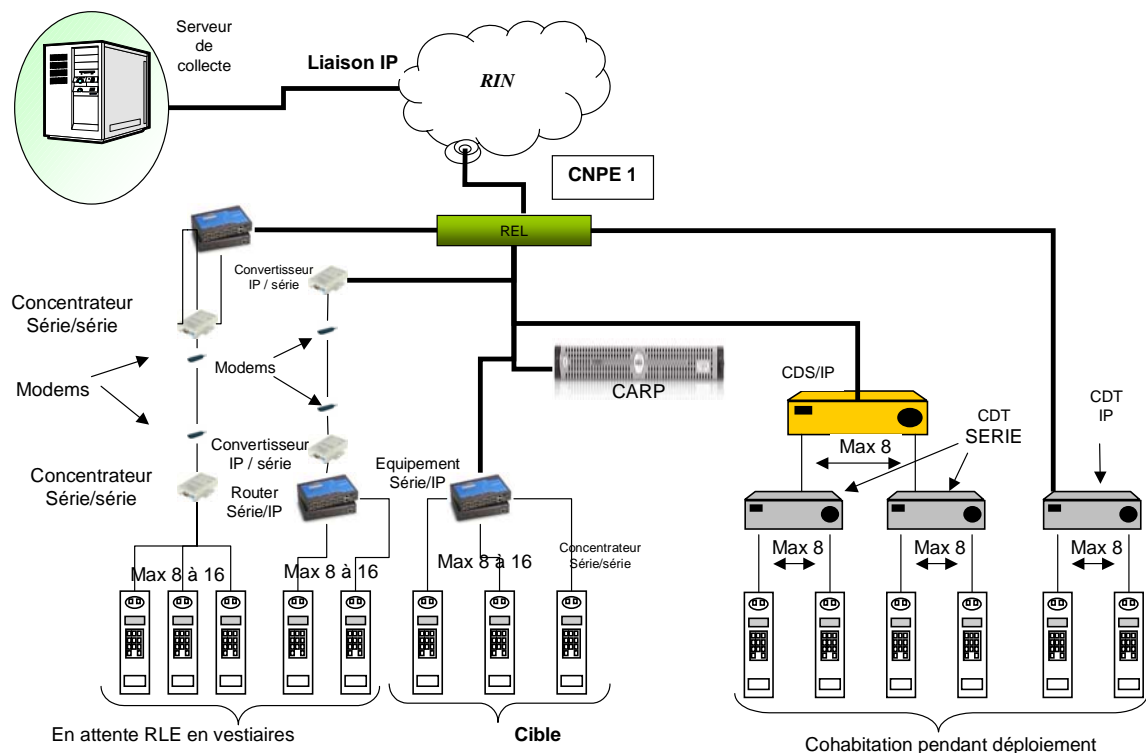 Serveur
de
collecte
Liaison IP
RIN
CNPE 1
REL
Convertisseur
IP / série
Concentrateur
Série/série
Modems
Modems
CARP
CDS/IP
CDT
SERIE
CDT
IP
Max 8
Concentrateur
Série/série
Convertisseur
IP / série
Router
Série/IP
Equipement
Série/IP
Concentrateur
Série/série
Max 8 à 16
Max 8 à 16
Max 8 à 16
Max 8
Max 8
Max 8
En attente RLE en vestiaires
Cible
Cohabitation pendant déploiement